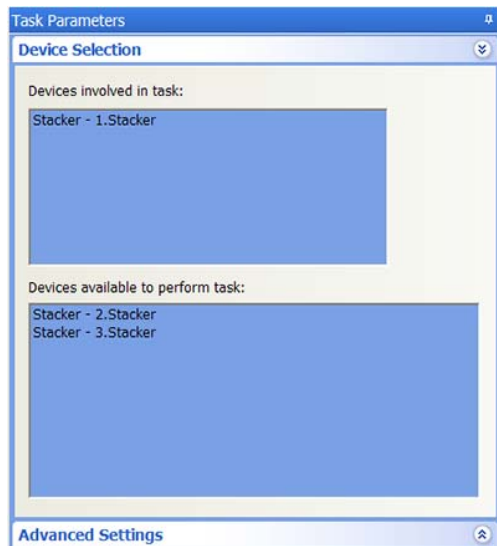 Task Parameters
Device Selection
Devices involved in task:
Stacker - 1.Stacker
Devices available to perform task:
Stacker - 2.Stacker
Stacker - 3.Stacker
Advanced Settings